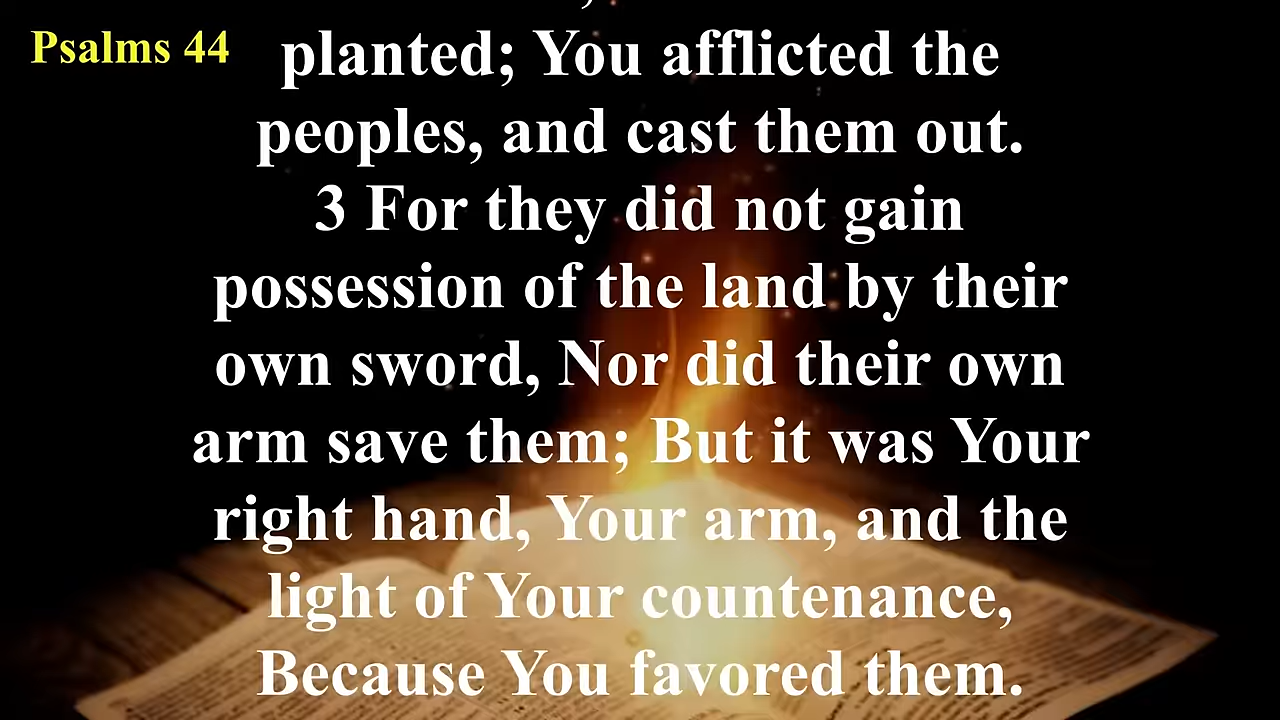 Psalms 44
planted; You afflicted the
peoples, and cast them out.
3 For they did not gain
possession of the land by their
own sword, Nor did their own
arm save them; But it was Your
right hand, Your arm, and the
light of Your countenance,
Because You favored them.